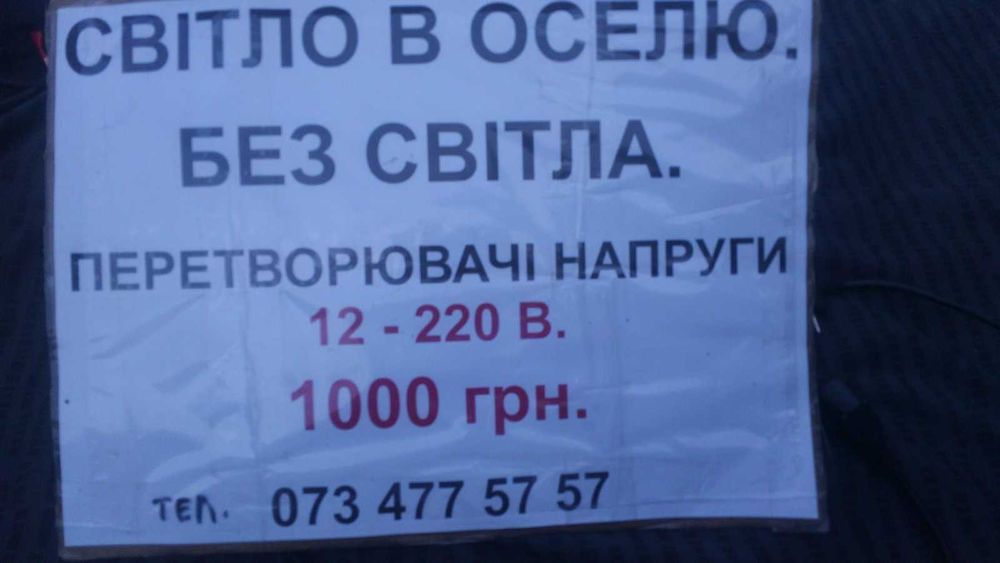 СВІТЛО В ОСЕЛЮ.
БЕЗ СВІТЛА.
ПЕРЕТВОРЮВАЧІ НАПРУГИ
12 - 220 В.
1000 грн.
тел. 073 477 57 57